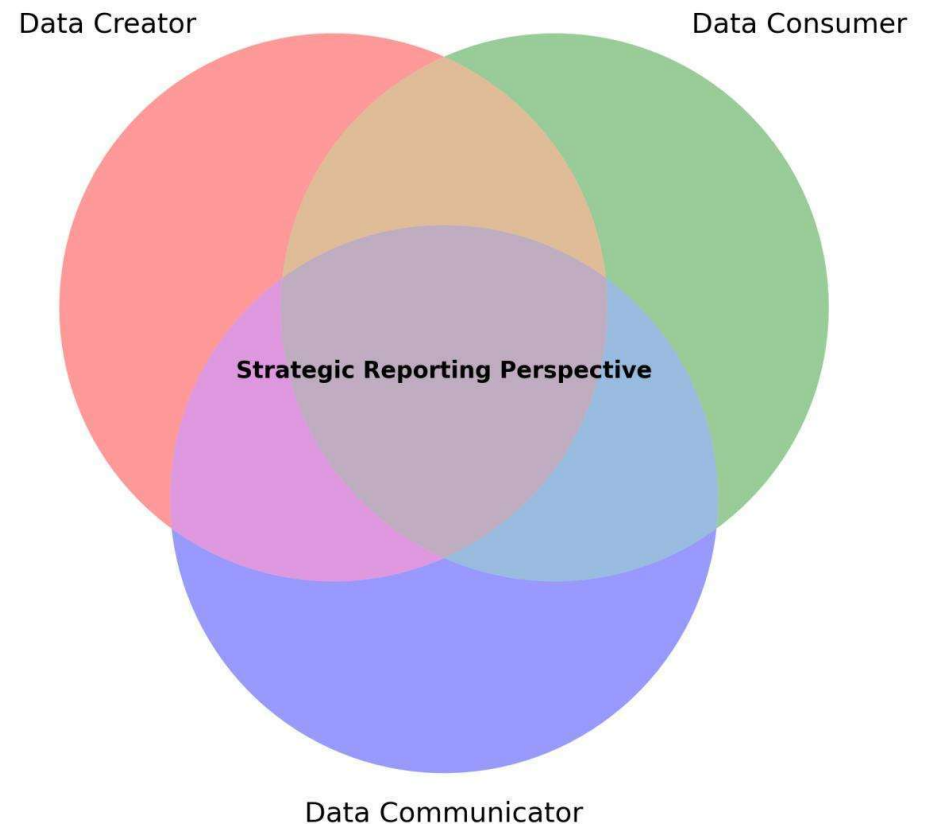 Data Creator
Data Consumer
Strategic Reporting Perspective
Data Communicator